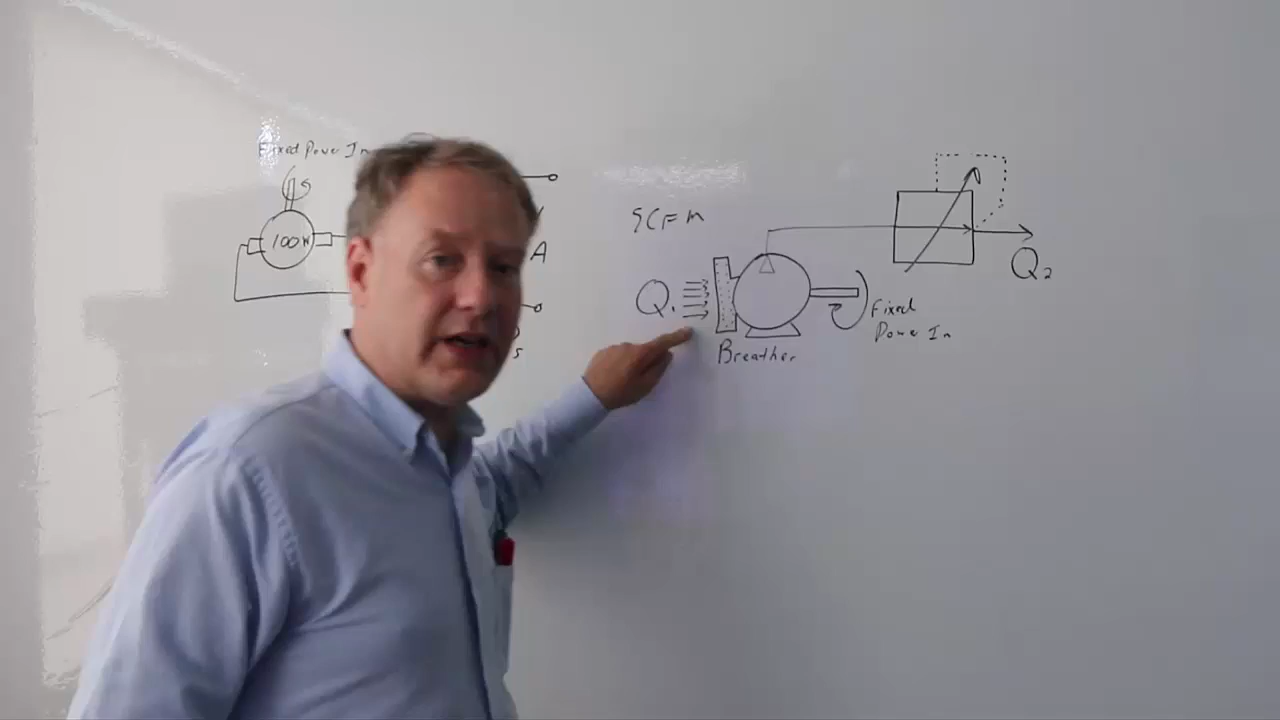 Fixed Power In
100W
A
SCFM
Q1
Breather
Fixed
Power In
Q2